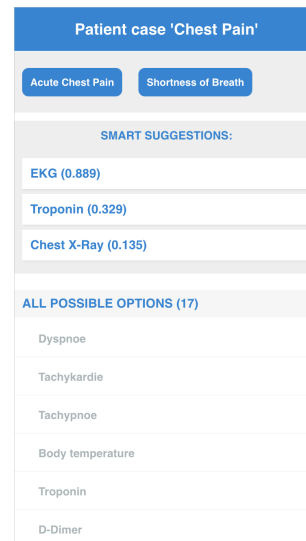 Patient case 'Chest Pain'
Acute Chest Pain
Shortness of Breath
SMART SUGGESTIONS:
EKG (0.889)
Troponin (0.329)
Chest X-Ray (0.135)
ALL POSSIBLE OPTIONS (17)
Dyspnoe
Tachykardie
Tachypnoe
Body temperature
Troponin
D-Dimer